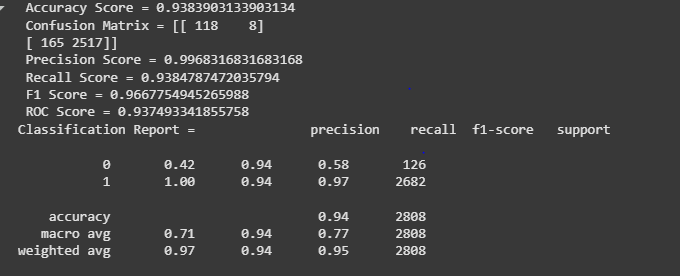 Accuracy Score = 0.9383903133903134
Confusion Matrix = [[ 118    8]
[ 165 2517]]
Precision Score = 0.9968316831683168
Recall Score = 0.9384787472035794
F1 Score = 0.9667754945265988
ROC Score = 0.937493341855758
Classification Report =               precision    recall  f1-score   support
0       0.42      0.94      0.58       126
1       1.00      0.94      0.97      2682
accuracy                           0.94      2808
macro avg       0.71      0.94      0.77      2808
weighted avg       0.97      0.94      0.95      2808